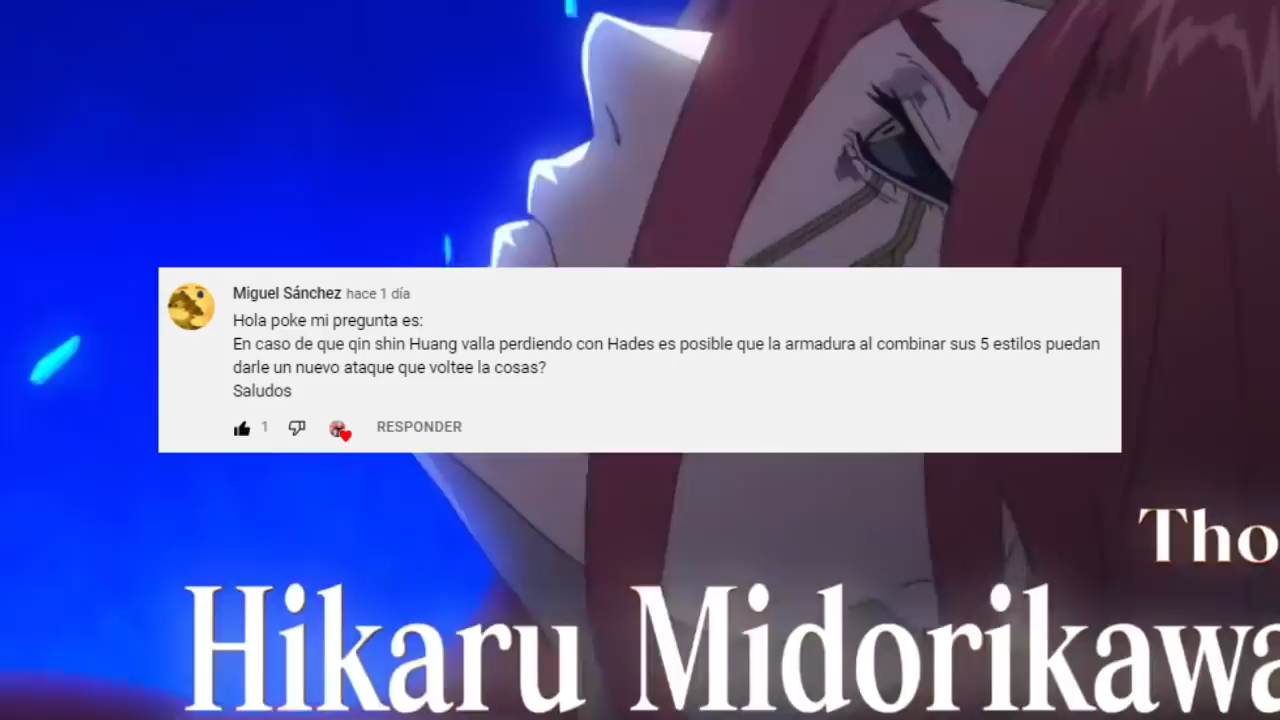 Miguel Sánchez hace 1 día
Hola poke mi pregunta es:
En caso de que qin shin Huang valla perdiendo con Hades es posible que la armadura al combinar sus 5 estilos puedan
darle un nuevo ataque que voltee la cosas?
Saludos
1 RESPONDER
Tho
Hikaru Midorikawa